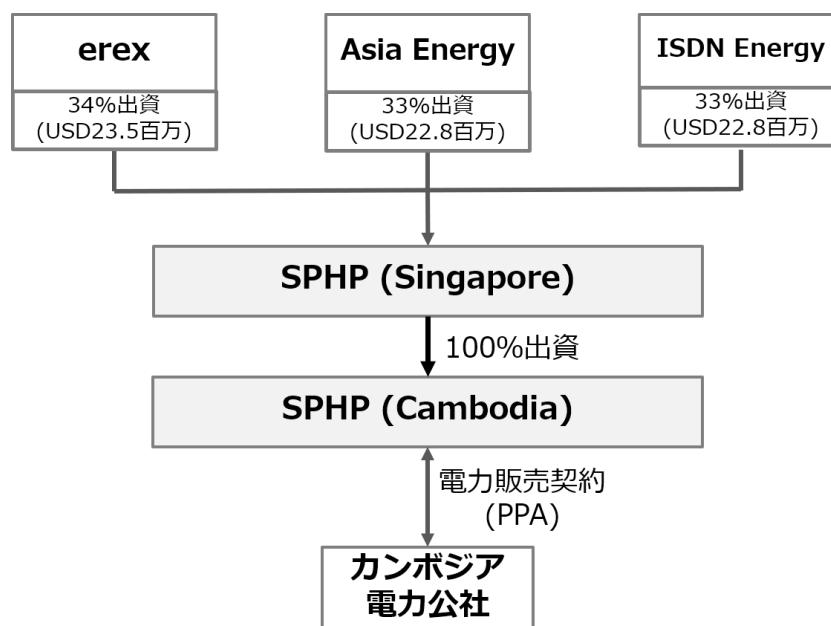 erex
34%出資
(USD23.5百万)
Asia Energy
33%出資
(USD22.8百万)
ISDN Energy
33%出資
(USD22.8百万)
SPHP (Singapore)
100%出資
SPHP (Cambodia)
電力販売契約
(PPA)
カンボジア
電力公社